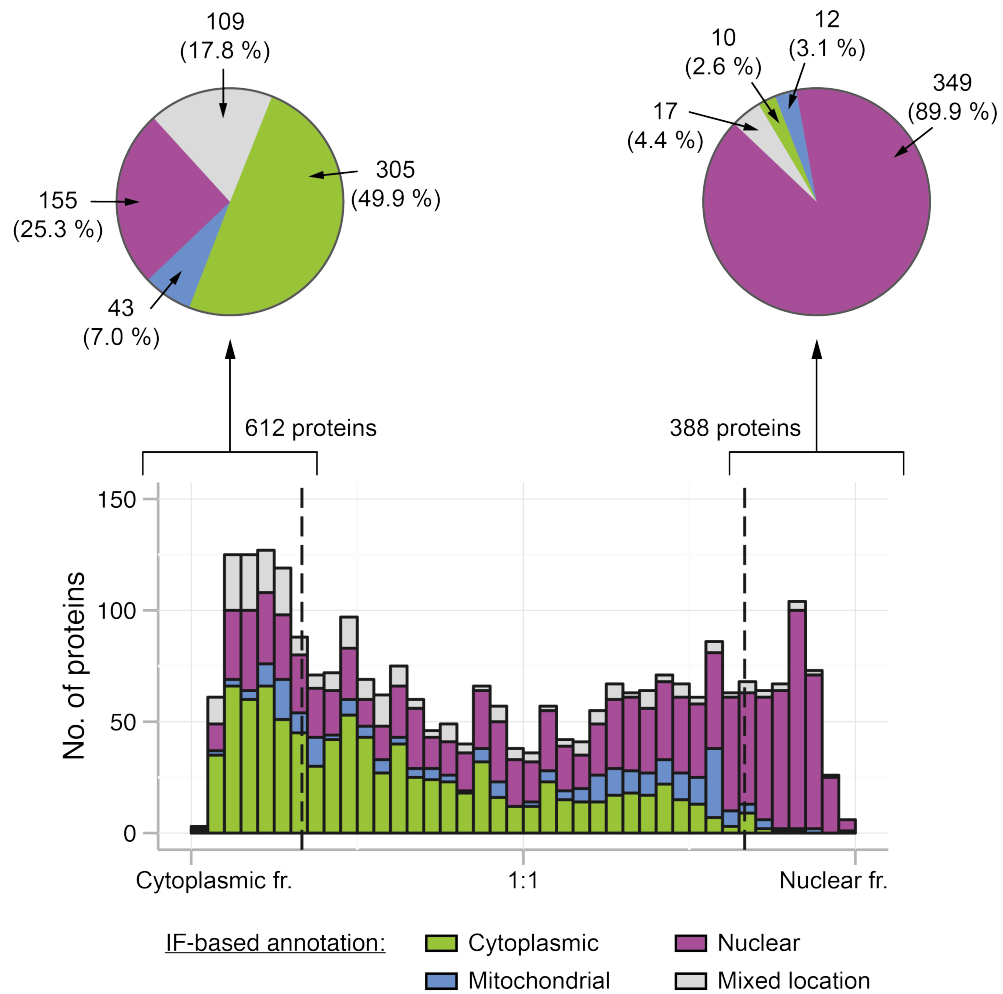 109
(17.8 %)
305
(49.9 %)
155
(25.3 %)
43
(7.0 %)
12
(3.1 %)
10
(2.6 %)
349
(89.9 %)
17
(4.4 %)
612 proteins
388 proteins
No. of proteins
150
100
50
0
Cytoplasmic fr.
1:1
Nuclear fr.
IF-based annotation:
Cytoplasmic
Nuclear
Mitochondrial
Mixed location